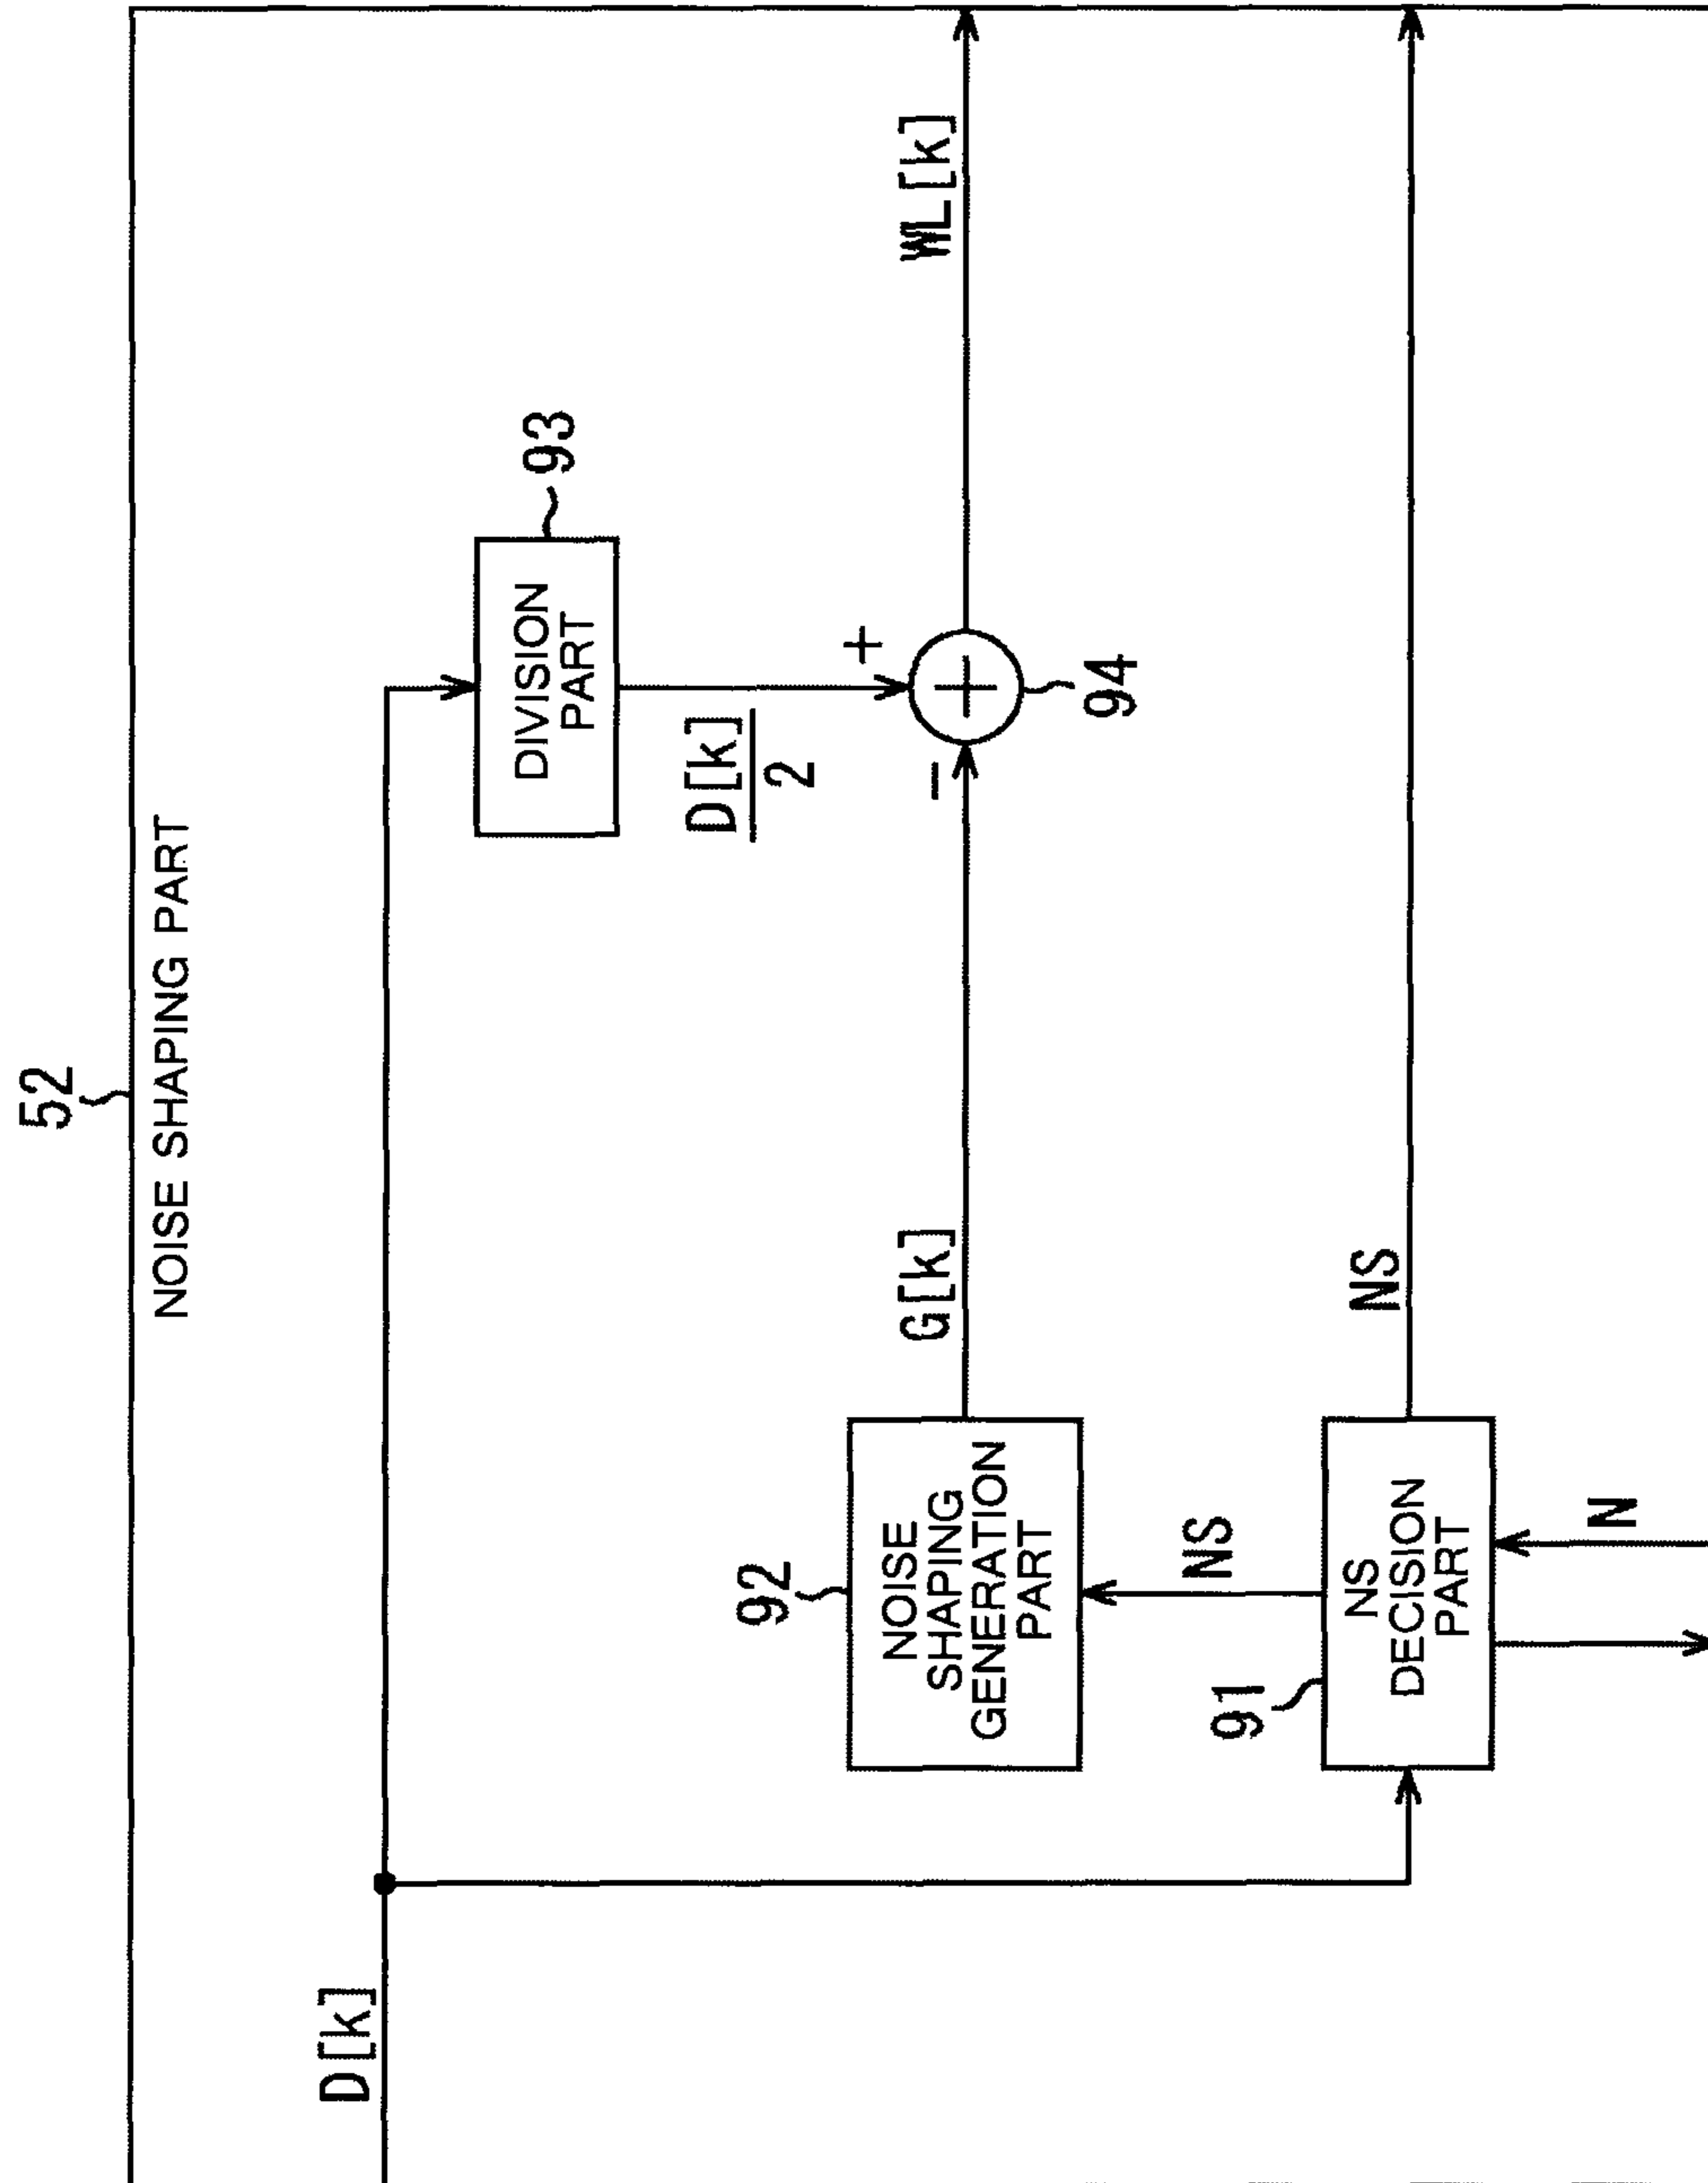 52
NOISE SHAPING PART
D[k]
DIVISION
PART
93
D[k]
2
+
-
94
92
NOISE
SHAPING
GENERATION
PART
G[k]
WL[k]
NS
91
NS
DECISION
PART
NS
N